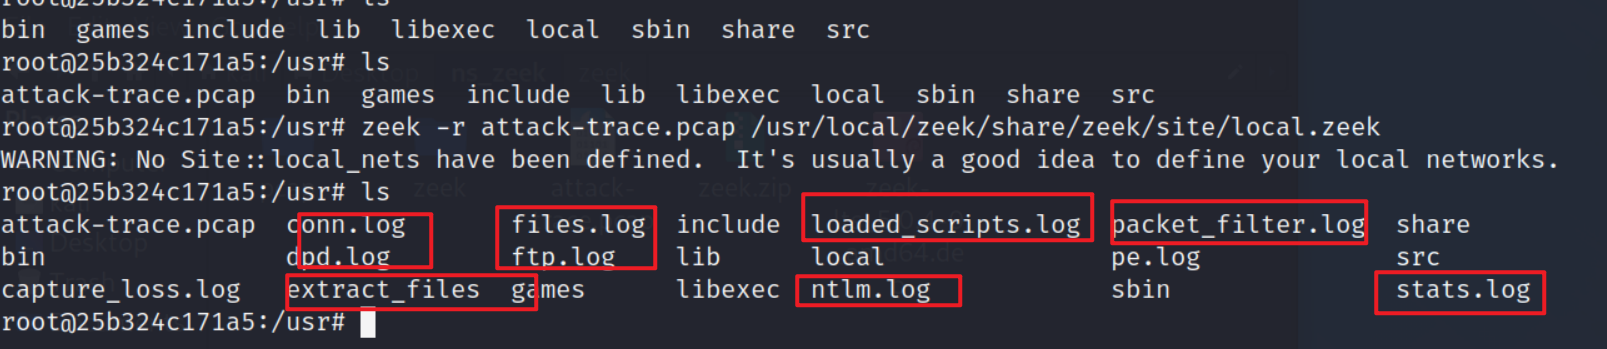 root@25b324c171a5:/usr# ls
bin  games  include  lib  libexec  local  sbin  share  src
root@25b324c171a5:/usr# ls
attack-trace.pcap  bin  games  include  lib  libexec  local  sbin  share  src
root@25b324c171a5:/usr# zeek -r attack-trace.pcap /usr/local/zeek/share/zeek/site/local.zeek
WARNING: No Site::local_nets have been defined.  It's usually a good idea to define your local networks.
root@25b324c171a5:/usr# ls
attack-trace.pcap  conn.log  files.log  include  loaded_scripts.log  packet_filter.log  share
bin  dpd.log  ftp.log  lib  local  pe.log  src
capture_loss.log  extract_files  games  libexec  ntlm.log  sbin  stats.log
root@25b324c171a5:/usr#